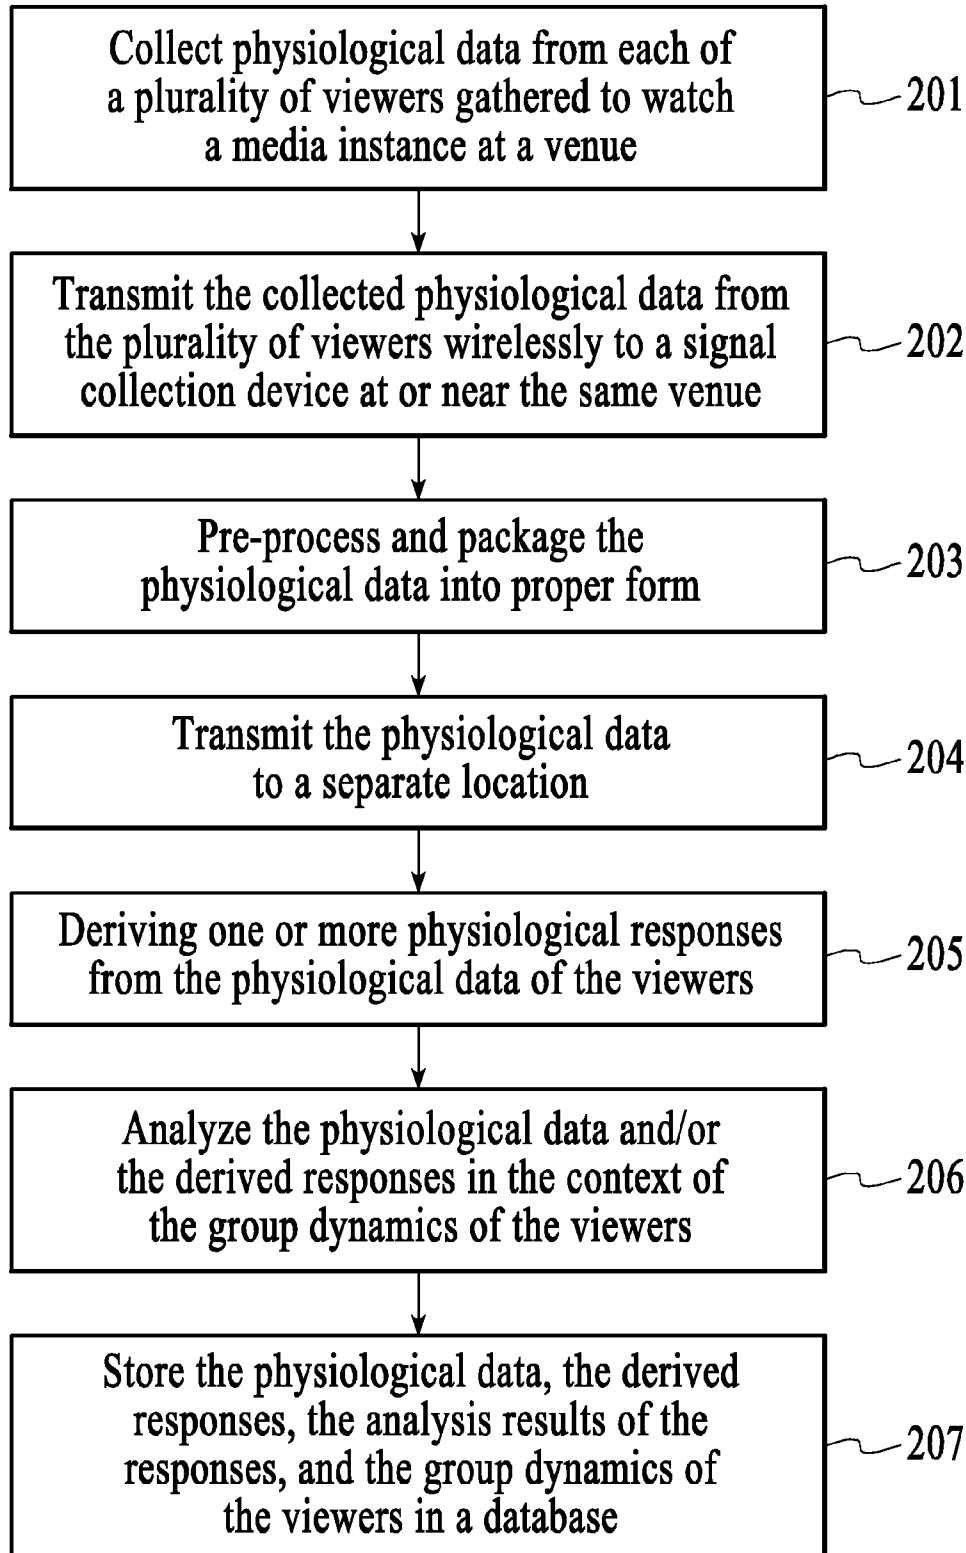 Collect physiological data from each of
a plurality of viewers gathered to watch
a media instance at a venue
201
Transmit the collected physiological data from
the plurality of viewers wirelessly to a signal
collection device at or near the same venue
202
Pre-process and package the
physiological data into proper form
203
Transmit the physiological data
to a separate location
204
Deriving one or more physiological responses
from the physiological data of the viewers
205
Analyze the physiological data and/or
the derived responses in the context of
the group dynamics of the viewers
206
Store the physiological data, the derived
responses, the analysis results of the
responses, and the group dynamics of
the viewers in a database
207